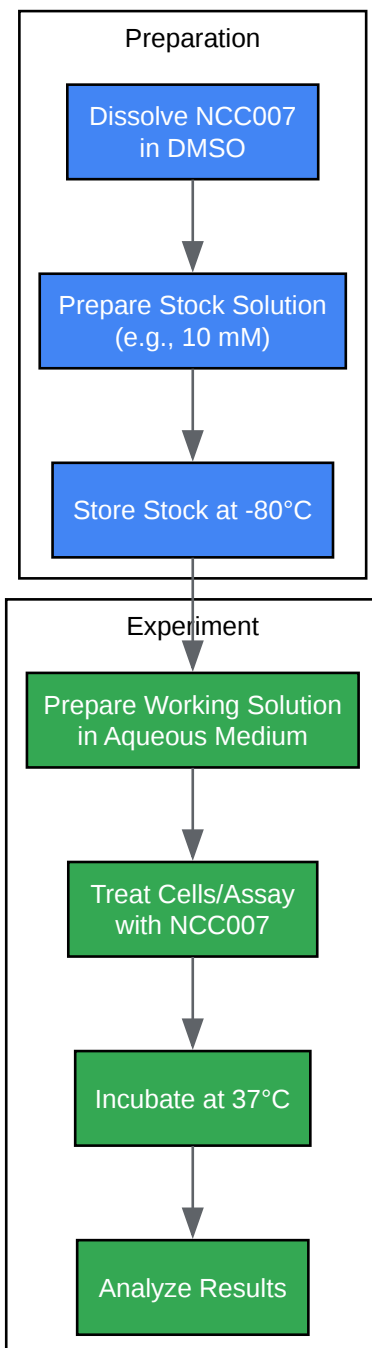 Preparation
Dissolve NCC007
in DMSO
Prepare Stock Solution
(e.g., 10 mM)
Store Stock at -80°C
Experiment
Prepare Working Solution
in Aqueous Medium
Treat Cells/Assay
with NCC007
Incubate at 37°C
Analyze Results